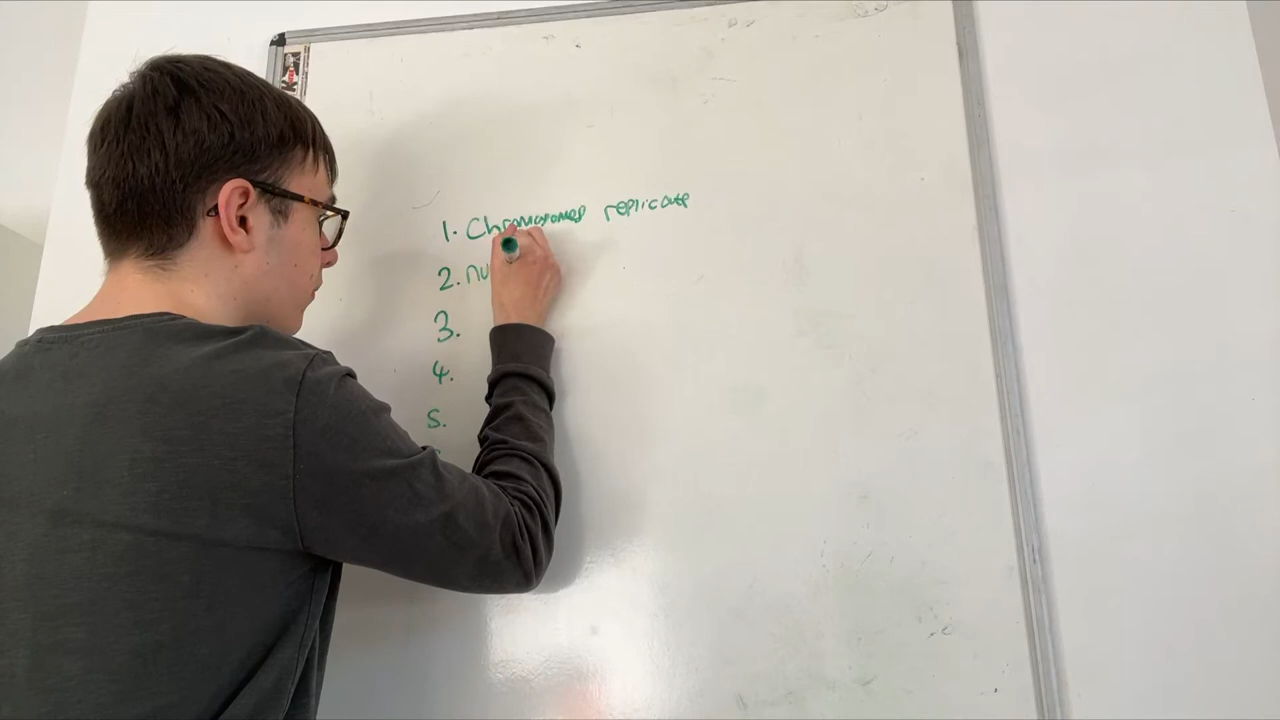 1. Chromosomes replicate
2. nu
3.
4.
5.